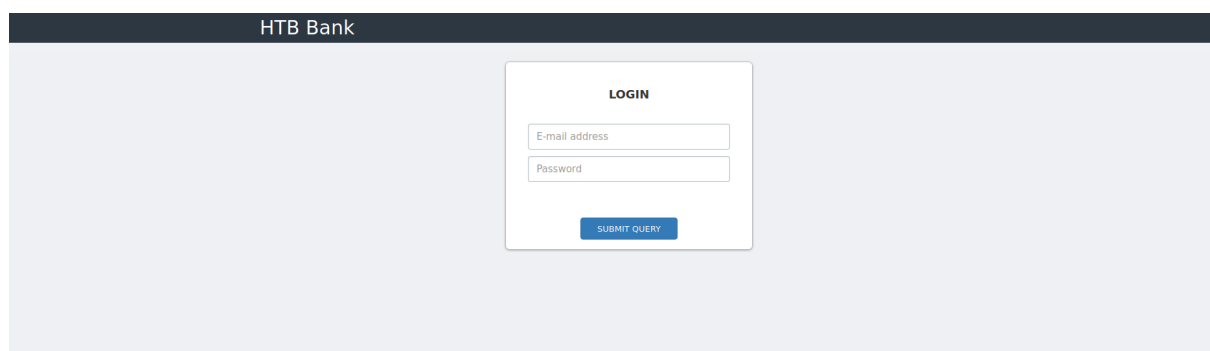 HTB Bank
LOGIN
E-mail address
Password
SUBMIT QUERY